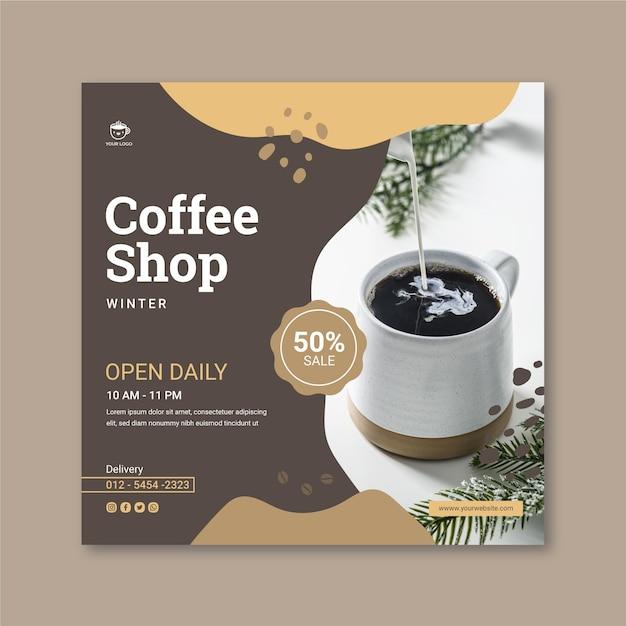 YOUR LOGO
Coffee
Shop
WINTER
50%
SALE
OPEN DAILY
10 AM - 11 PM
Lorem ipsum dolor sit amet, consectetuer adipiscing
elit, sed diam nonummy nibh euismod tincidunt
Delivery
012 - 5454 -2323
www.yourwebsite.com